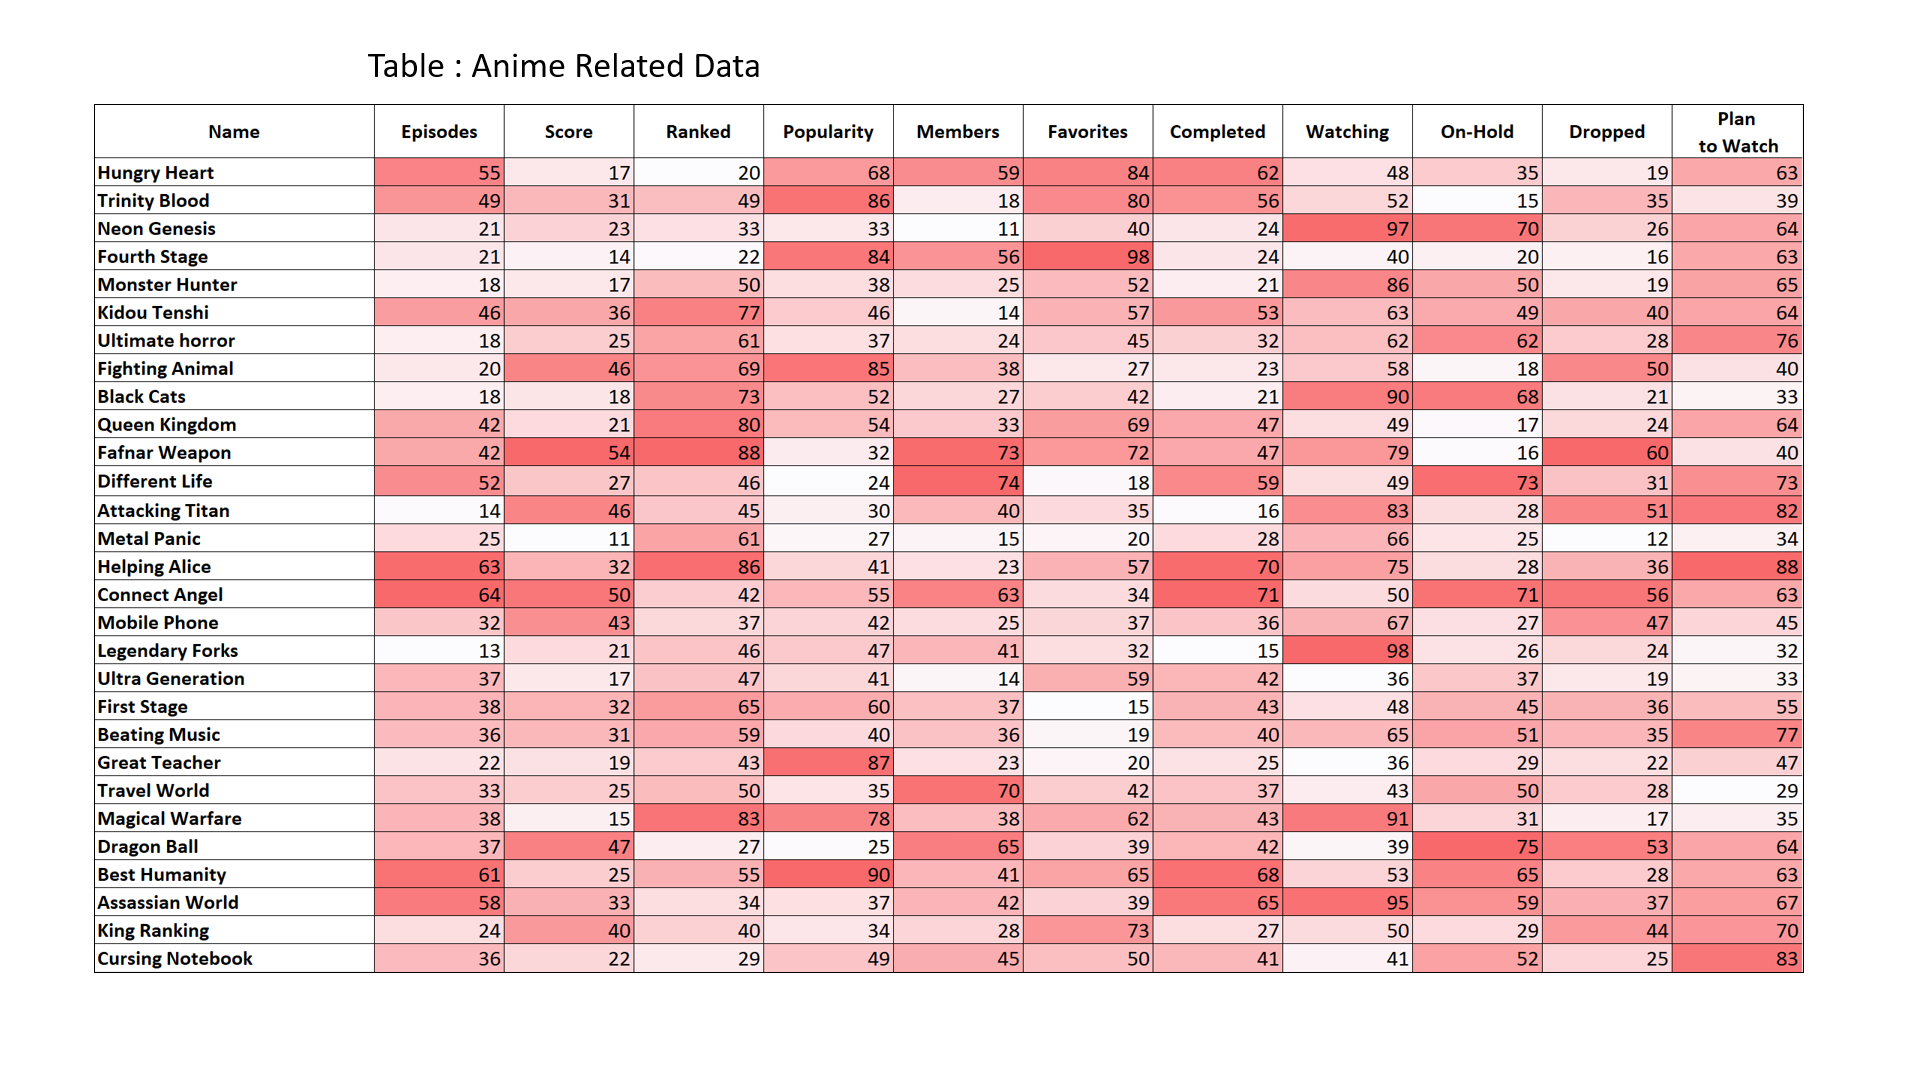 Table : Anime Related Data
Name Episodes Score Ranked Popularity Members Favorites Completed Watching On-Hold Dropped Plan to Watch
Hungry Heart 55 17 20 68 59 84 62 48 35 19 63
Trinity Blood 49 31 49 86 18 80 56 52 15 35 39
Neon Genesis 21 23 33 33 11 40 24 97 70 26 64
Fourth Stage 21 14 22 84 56 98 24 40 20 16 63
Monster Hunter 18 17 50 38 25 52 21 86 50 19 65
Kidou Tenshi 46 36 77 46 14 57 53 63 49 40 64
Ultimate horror 18 25 61 37 24 45 32 62 62 28 76
Fighting Animal 20 46 69 85 38 27 23 58 18 50 40
Black Cats 18 18 73 52 27 42 21 90 68 21 33
Queen Kingdom 42 21 80 54 33 69 47 49 17 24 64
Fafnar Weapon 42 54 88 32 73 72 47 79 16 60 40
Different Life 52 27 46 24 74 18 59 49 73 31 73
Attacking Titan 14 46 45 30 40 35 16 83 28 51 82
Metal Panic 25 11 61 27 15 20 28 66 25 12 34
Helping Alice 63 32 86 41 23 57 70 75 28 36 88
Connect Angel 64 50 42 55 63 34 71 50 71 56 63
Mobile Phone 32 43 37 42 25 37 36 67 27 47 45
Legendary Forks 13 21 46 47 41 32 15 98 26 24 32
Ultra Generation 37 17 47 41 14 59 42 36 37 19 33
First Stage 38 32 65 60 37 15 43 48 45 36 55
Beating Music 36 31 59 40 36 19 40 65 51 35 77
Great Teacher 22 19 43 87 23 20 25 36 29 22 47
Travel World 33 25 50 35 70 42 37 43 50 28 29
Magical Warfare 38 15 83 78 38 62 43 91 31 17 35
Dragon Ball 37 47 27 25 65 39 42 39 75 53 64
Best Humanity 61 25 55 90 41 65 68 53 65 28 63
Assassian World 58 33 34 37 42 39 65 95 59 37 67
King Ranking 24 40 40 34 28 73 27 50 29 44 70
Cursing Notebook 36 22 29 49 45 50 41 41 52 25 83